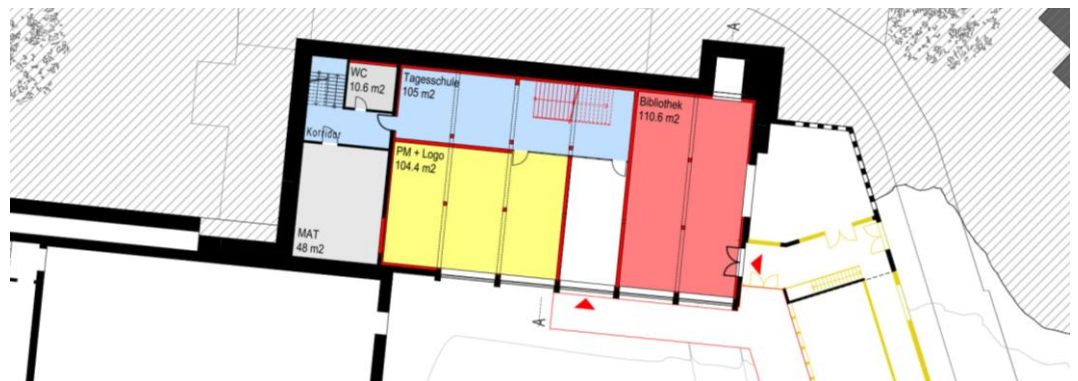 WC
10.6 m2
Tagesschule
105 m2
Bibliothek
110.6 m2
Korridor
PM + Logo
104.4 m2
MAT
48 m2
A
A